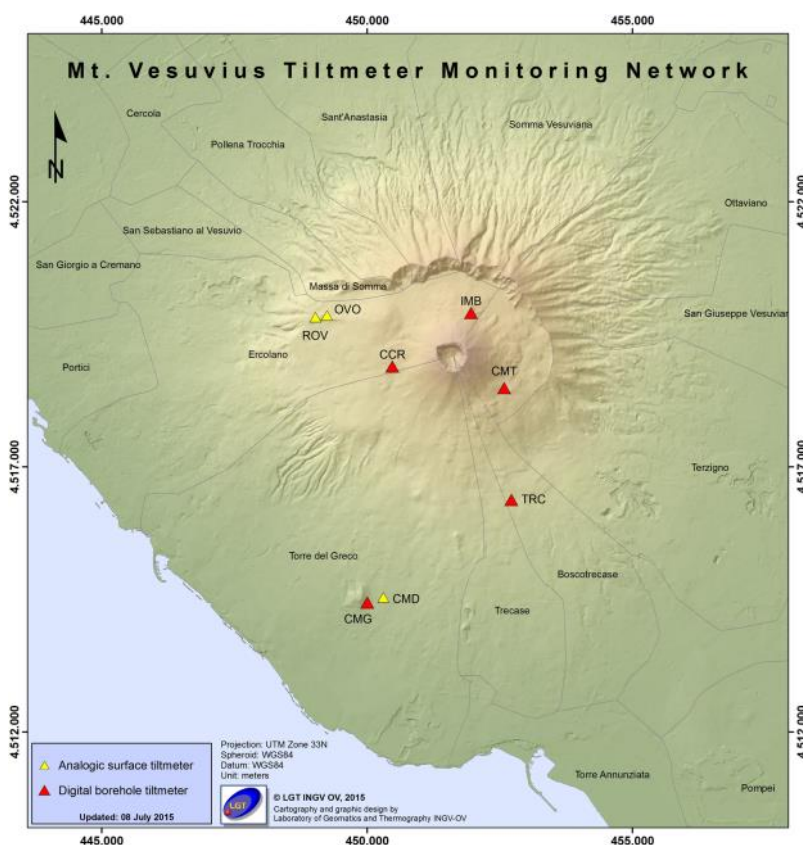 445.000 450.000 455.000
Mt. Vesuvius Tiltmeter Monitoring Network
Cercola
Sant'Anastasia
Somma Vesuviana
Pollena Trocchia
N
4.522.000 4.522.000
Ottaviano
San Sebastiano al Vesuvio
San Giorgio a Cremano
Massa di Somma
OVO
IMB
San Giuseppe Vesuvian
ROV
Ercolano
CCR
Portici
CMT
4.517.000 4.517.000
Terzigno
TRC
Torre del Greco
Boscotrecase
CMD
Trecase
CMG
4.512.000 4.512.000
Analogic surface tiltmeter
Digital borehole tiltmeter
Updated: 08 July 2015
Projection: UTM Zone 33N
Spheroid: WGS84
Datum: WGS84
Unit: meters
LGT
© LGT INGV OV, 2015
Cartography and graphic design by
Laboratory of Geomatics and Thermography INGV-OV
Torre Annunziata
Pompei
445.000 450.000 455.000